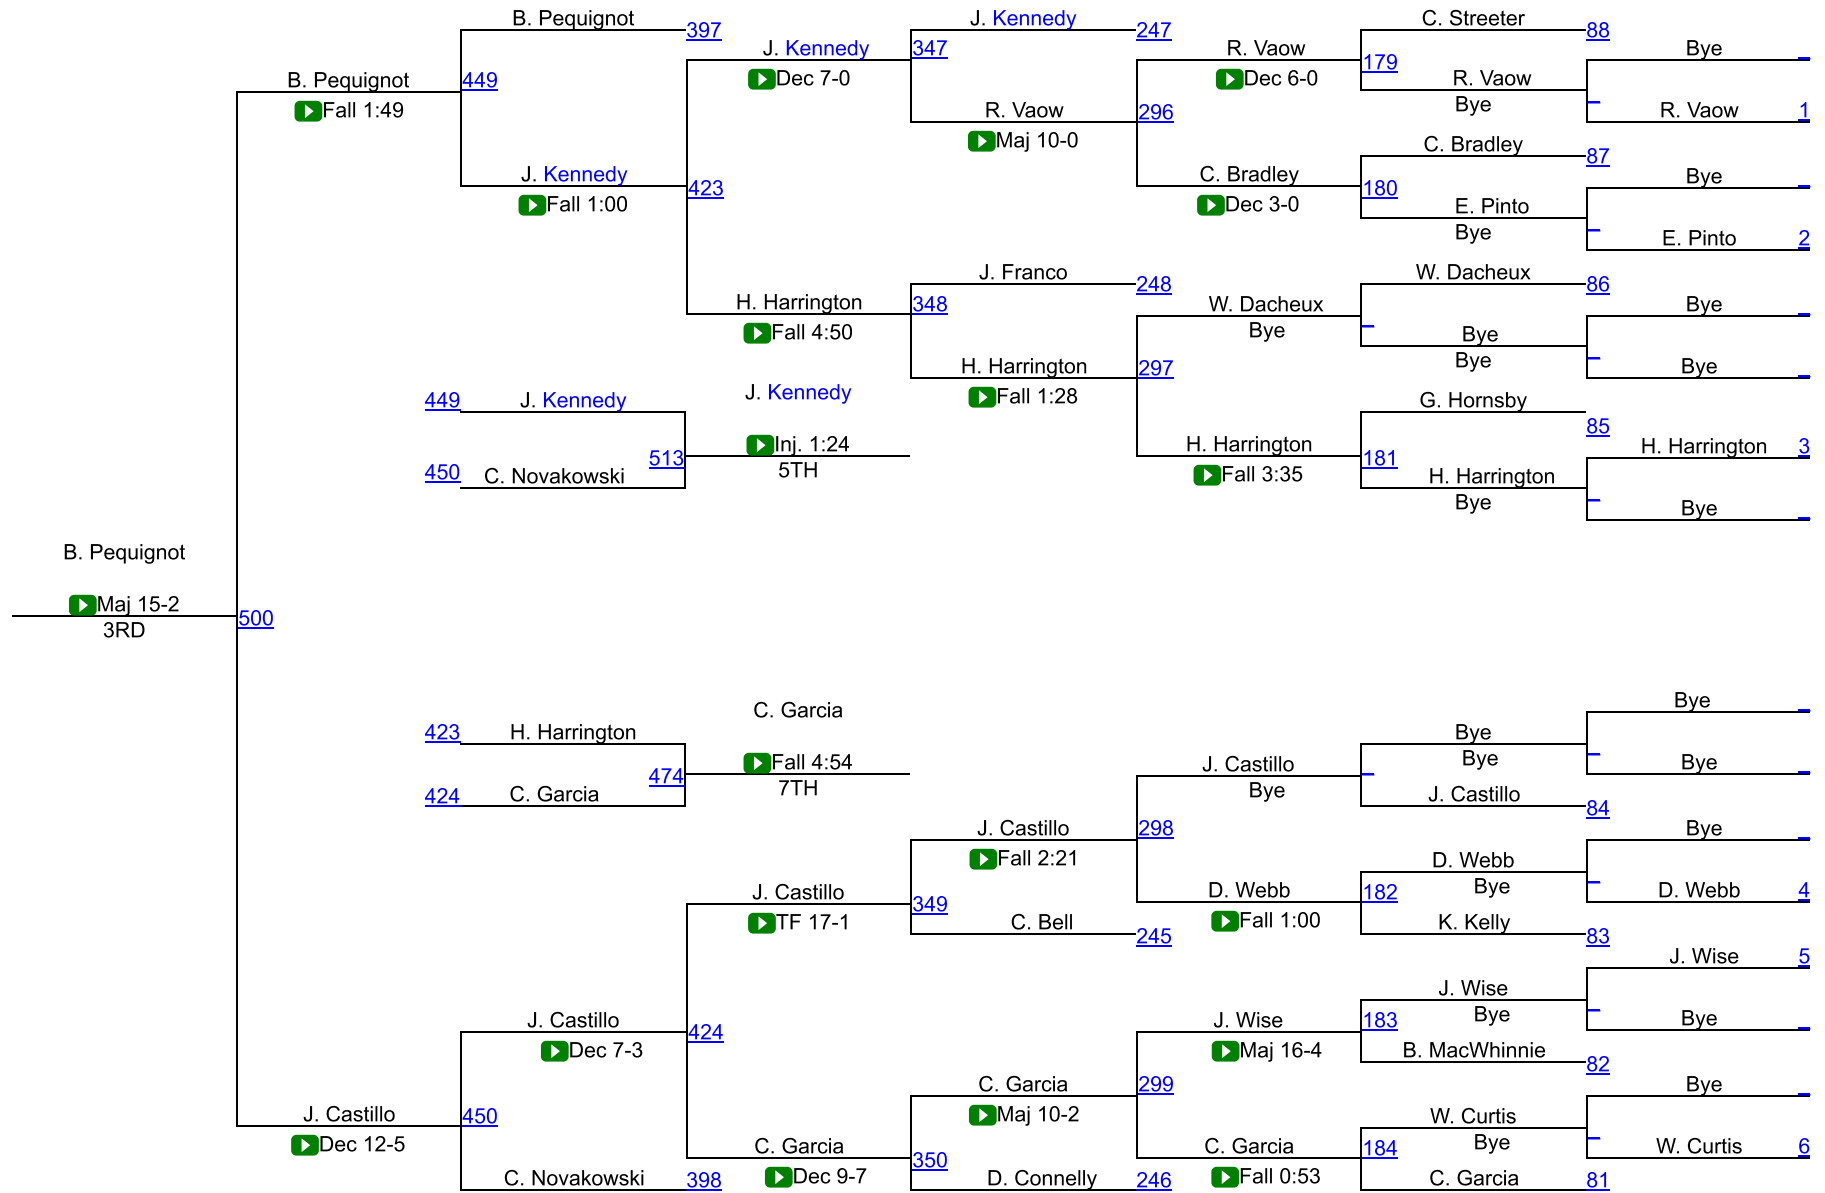 B. Pequignot
397
J. Kennedy
247
C. Streeter
88
J. Kennedy
347
Dec 7-0
R. Vaow
Dec 6-0
179
Bye
B. Pequignot
449
Fall 1:49
R. Vaow
Bye
R. Vaow
296
Maj 10-0
R. Vaow
1
C. Bradley
87
J. Kennedy
423
Fall 1:00
C. Bradley
180
Dec 3-0
Bye
E. Pinto
Bye
E. Pinto
2
J. Franco
248
W. Dacheux
86
H. Harrington
348
Fall 4:50
W. Dacheux
Bye
Bye
Bye
Bye
H. Harrington
297
Fall 1:28
Bye
449
J. Kennedy
J. Kennedy
G. Hornsby
85
Inj. 1:24
5TH
513
H. Harrington
181
Fall 3:35
H. Harrington
3
450
C. Novakowski
H. Harrington
Bye
Bye
B. Pequignot
Maj 15-2
3RD
500
C. Garcia
Bye
423
H. Harrington
Bye
Bye
Fall 4:54
7TH
474
J. Castillo
Bye
Bye
424
C. Garcia
J. Castillo
84
J. Castillo
298
Fall 2:21
Bye
D. Webb
Bye
J. Castillo
349
TF 17-1
D. Webb
182
Fall 1:00
D. Webb
4
C. Bell
245
K. Kelly
83
J. Wise
5
J. Wise
Bye
J. Castillo
424
Dec 7-3
J. Wise
183
Maj 16-4
Bye
B. MacWhinnie
82
C. Garcia
299
Maj 10-2
Bye
J. Castillo
450
Dec 12-5
W. Curtis
Bye
C. Garcia
350
Dec 9-7
C. Garcia
184
Fall 0:53
W. Curtis
6
C. Novakowski
398
D. Connelly
246
C. Garcia
81